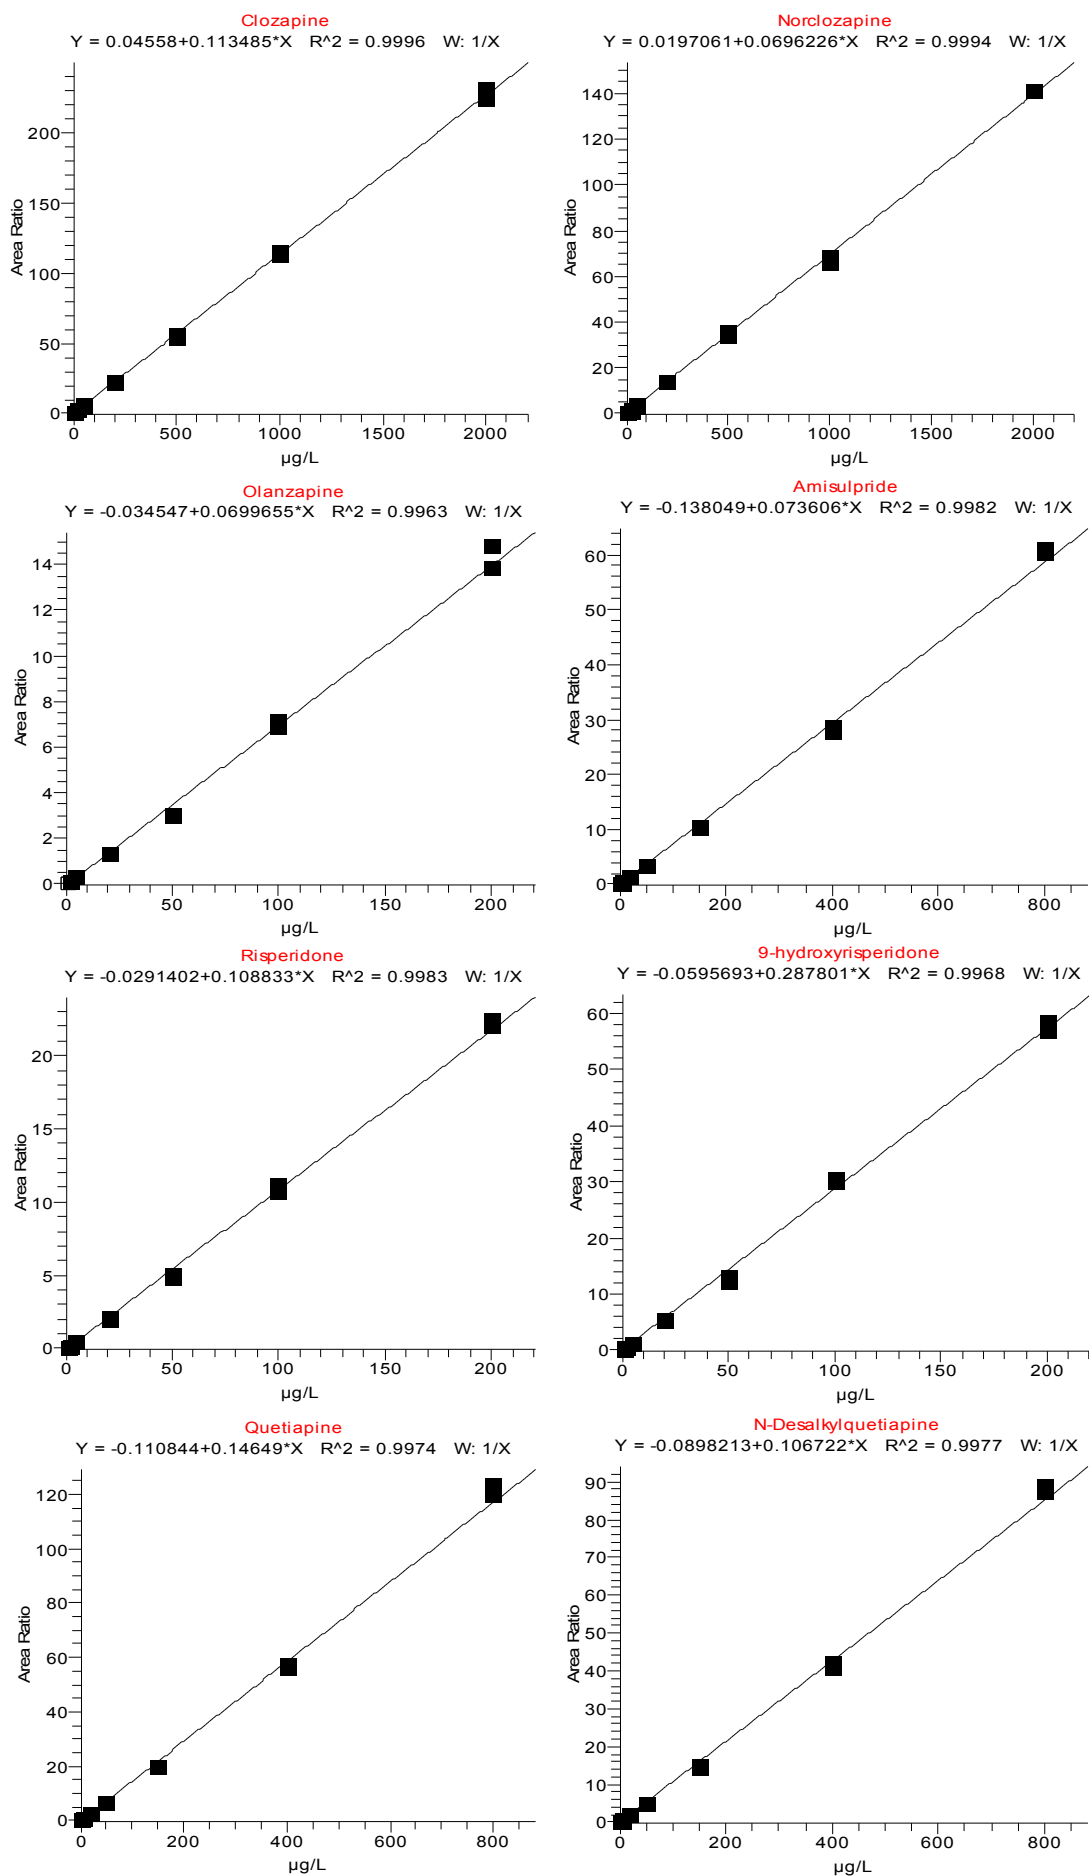 Clozapine
Y = 0.04558+0.113485*X R^2 = 0.9996 W: 1/X
Area Ratio
200
150
100
50
0
0 500 1000 1500 2000
µg/L
Norclozapine
Y = 0.0197061+0.0696226*X R^2 = 0.9994 W: 1/X
Area Ratio
140
120
100
80
60
40
20
0
0 500 1000 1500 2000
µg/L
Olanzapine
Y = -0.034547+0.0699655*X R^2 = 0.9963 W: 1/X
Area Ratio
14
12
10
8
6
4
2
0
0 50 100 150 200
µg/L
Amisulpride
Y = -0.138049+0.073606*X R^2 = 0.9982 W: 1/X
Area Ratio
60
50
40
30
20
10
0
0 200 400 600 800
µg/L
Risperidone
Y = -0.0291402+0.108833*X R^2 = 0.9983 W: 1/X
Area Ratio
20
15
10
5
0
0 50 100 150 200
µg/L
9-hydroxyrisperidone
Y = -0.0595693+0.287801*X R^2 = 0.9968 W: 1/X
Area Ratio
60
50
40
30
20
10
0
0 50 100 150 200
µg/L
Quetiapine
Y = -0.110844+0.14649*X R^2 = 0.9974 W: 1/X
Area Ratio
120
100
80
60
40
20
0
0 200 400 600 800
µg/L
N-Desalkylquetiapine
Y = -0.0898213+0.106722*X R^2 = 0.9977 W: 1/X
Area Ratio
90
80
70
60
50
40
30
20
10
0
0 200 400 600 800
µg/L